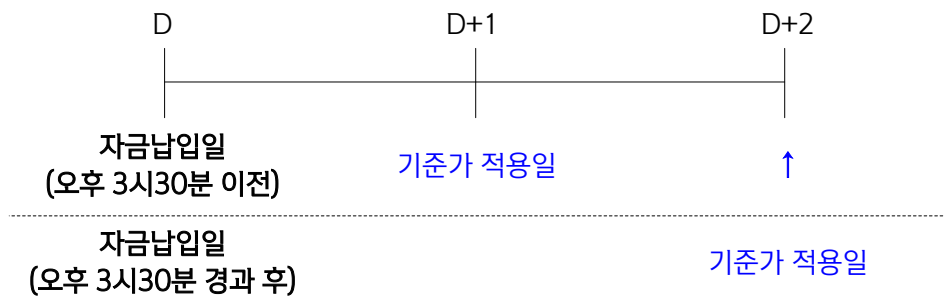 D D+1 D+2
자금납입일
(오후 3시30분 이전)
기준가 적용일
↑
자금납입일
(오후 3시30분 경과 후)
기준가 적용일